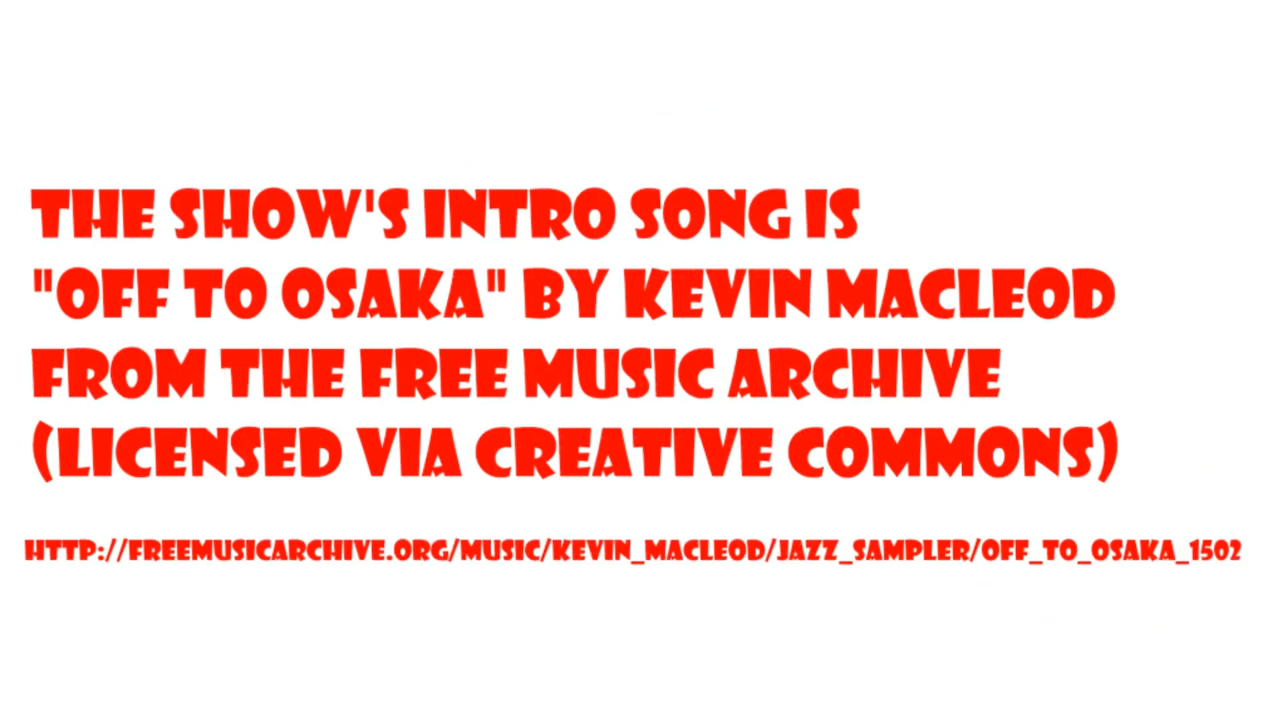 THE SHOW'S INTRO SONG IS
"OFF TO OSAKA" BY KEVIN MACLEOD
FROM THE FREE MUSIC ARCHIVE
(LICENSED VIA CREATIVE COMMONS)
HTTP://FREEMUSICARCHIVE.ORG/MUSIC/KEVIN_MACLEOD/JAZZ_SAMPLER/OFF_TO_OSAKA_1502